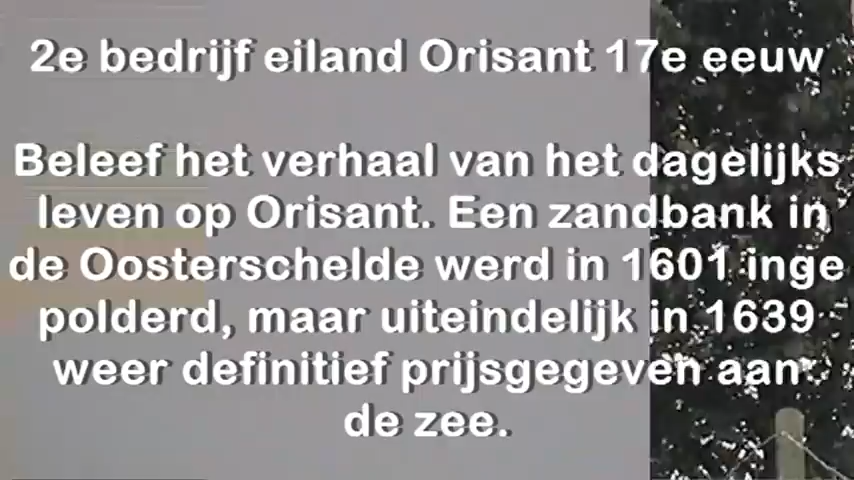 2e bedrijf eiland Orisant 17e eeuw
Beleef het verhaal van het dagelijks
leven op Orisant. Een zandbank in
de Oosterschelde werd in 1601 inge
polderd, maar uiteindelijk in 1639
weer definitief prijsgegeven aan
de zee.